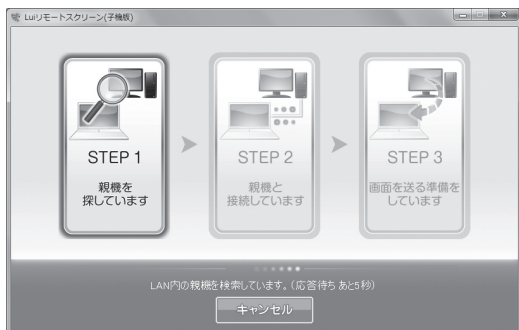 Luiリモートスクリーン(子機版)
STEP 1
親機を
探しています
STEP 2
親機と
接続しています
STEP 3
画面を送る準備を
しています
LAN内の親機を検索しています。(応答待ち あと5秒)
キャンセル